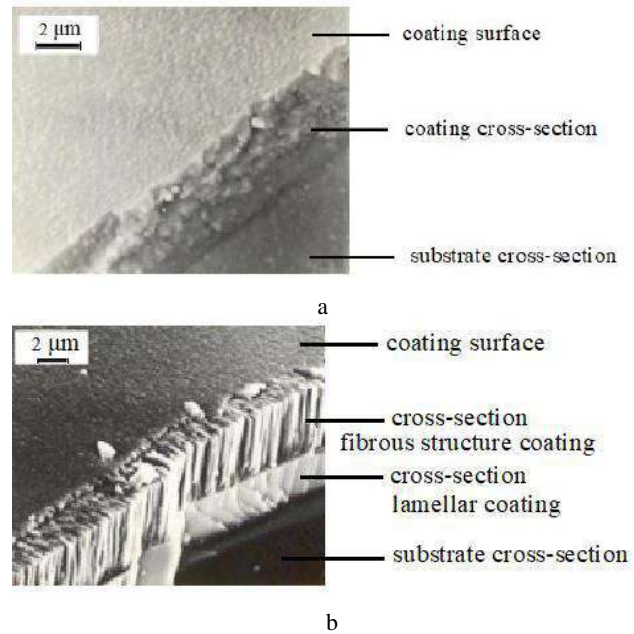 2 μm
coating surface
coating cross-section
substrate cross-section
a
2 μm
coating surface
cross-section
fibrous structure coating
cross-section
lamellar coating
substrate cross-section
b